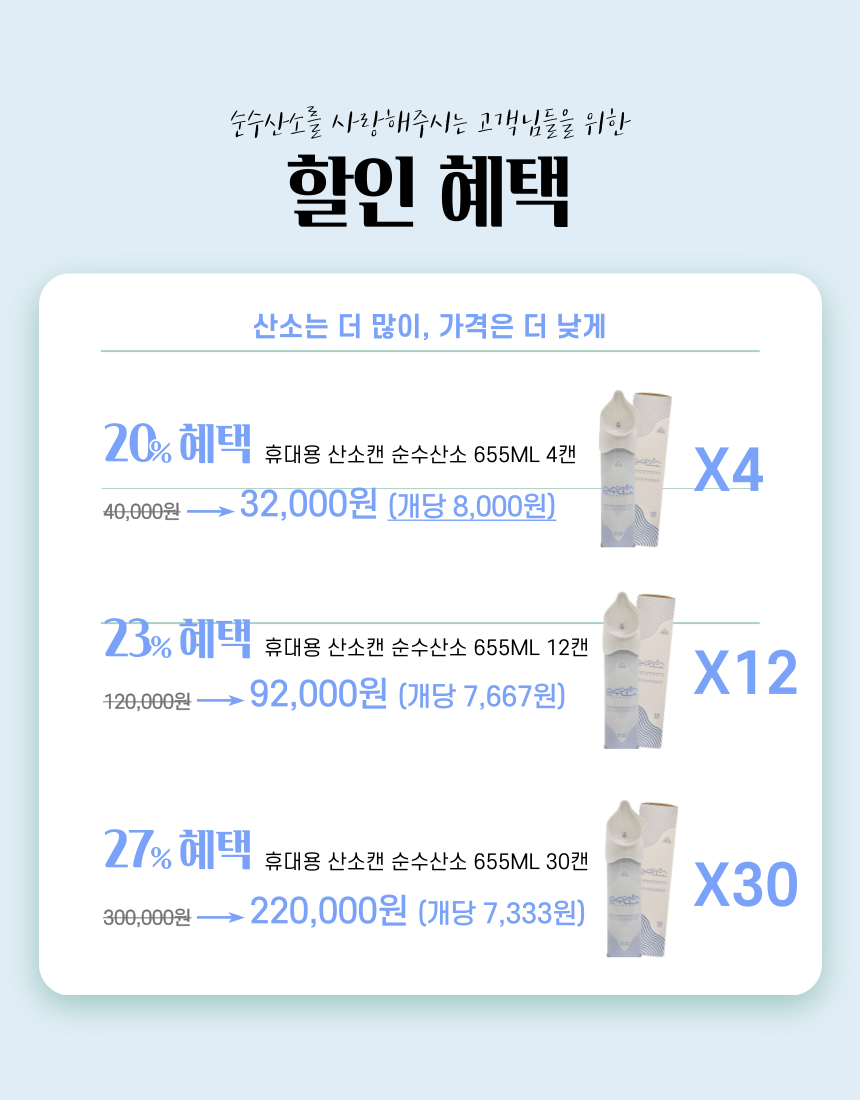 순수산소를 사랑해주시는 고객님들을 위한
할인 혜택
산소는 더 많이, 가격은 더 낮게
20% 혜택 휴대용 산소캔 순수산소 655ML 4캔
40,000원 32,000원 (개당 8,000원)
X4
23% 혜택 휴대용 산소캔 순수산소 655ML 12캔
120,000원 92,000원 (개당 7,667원)
X12
27% 혜택 휴대용 산소캔 순수산소 655ML 30캔
300,000원 220,000원 (개당 7,333원)
X30